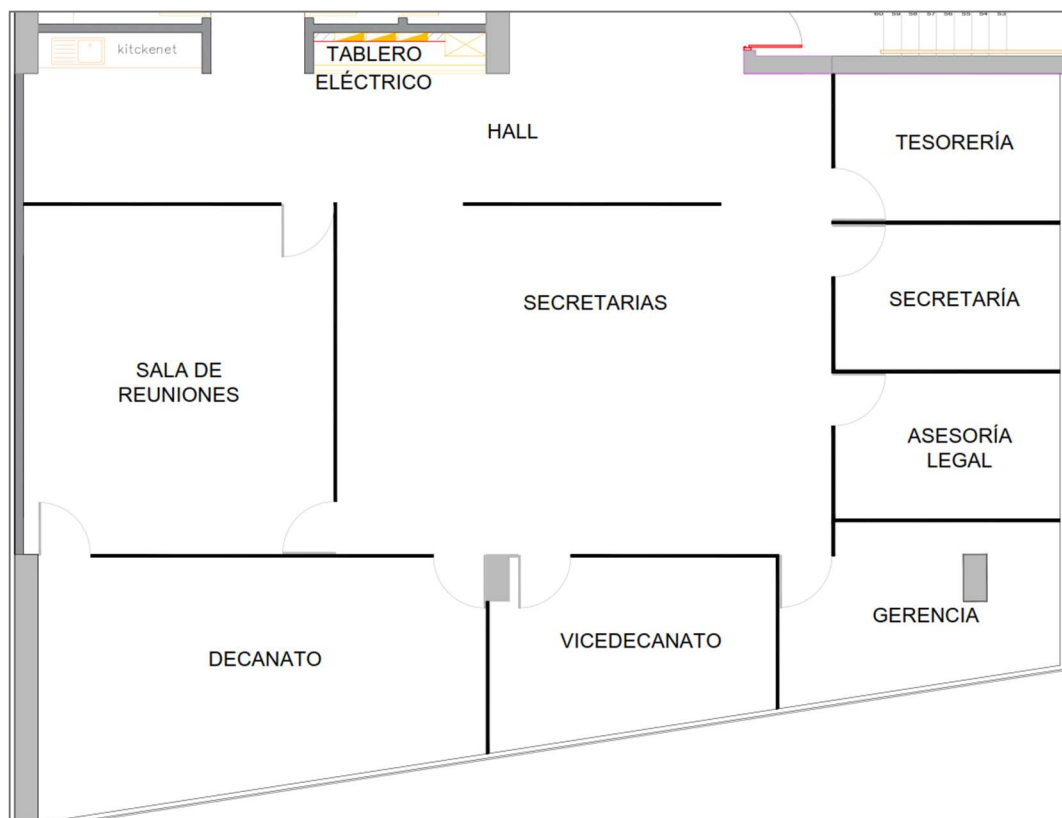 kitckenet
TABLERO
ELÉCTRICO
HALL
TESORERÍA
SECRETARIAS
SECRETARÍA
SALA DE
REUNIONES
ASESORÍA
LEGAL
DECANATO
VICEDECANATO
GERENCIA